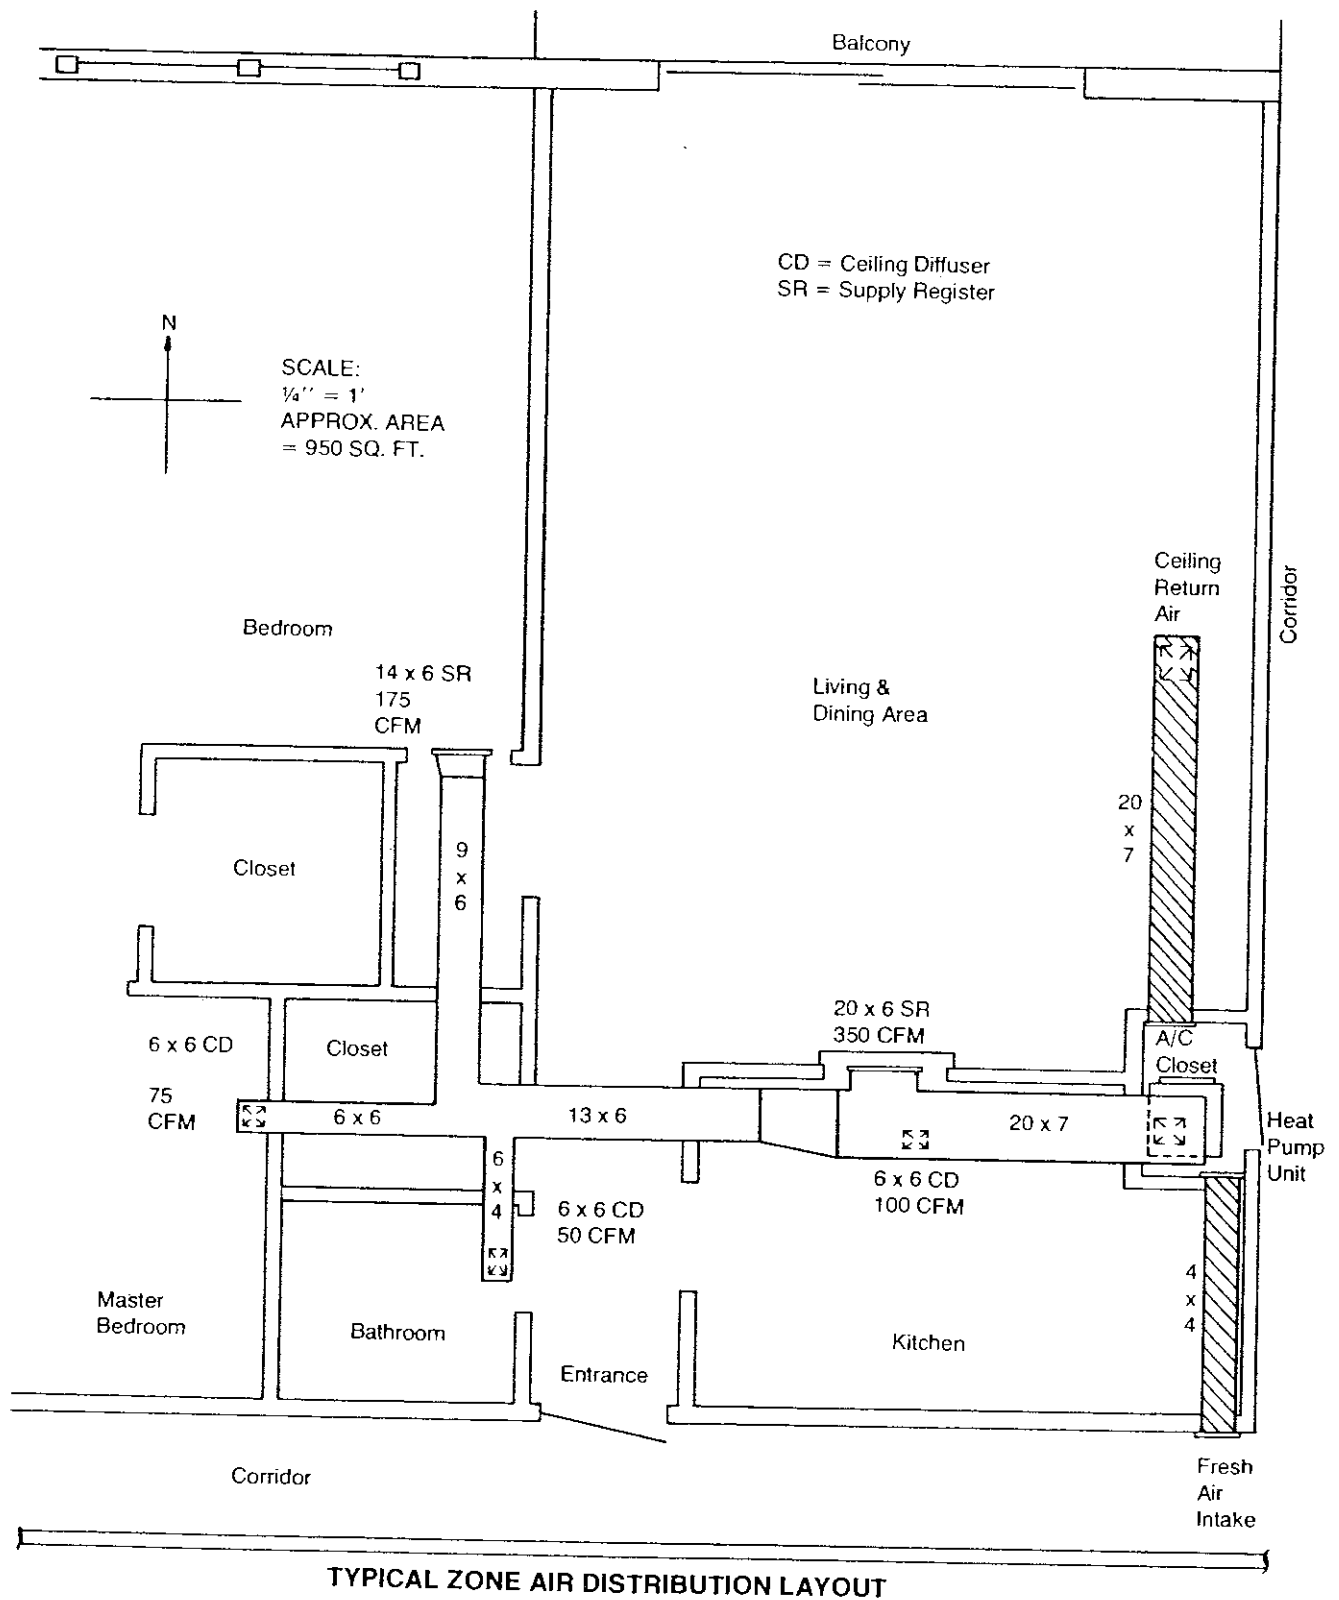 Balcony
CD = Ceiling Diffuser
SR = Supply Register
N
SCALE:
¼'' = 1'
APPROX. AREA
= 950 SQ. FT.
Ceiling
Return
Air
Corridor
Bedroom
14 x 6 SR
175
CFM
Living &
Dining Area
20
x
7
9
x
6
Closet
20 x 6 SR
350 CFM
6 x 6 CD
75
CFM
Closet
A/C
Closet
6 x 6
13 x 6
20 x 7
Heat
Pump
Unit
6
x
4
6 x 6 CD
50 CFM
6 x 6 CD
100 CFM
4
x
4
Master
Bedroom
Bathroom
Kitchen
Entrance
Corridor
Fresh
Air
Intake
TYPICAL ZONE AIR DISTRIBUTION LAYOUT